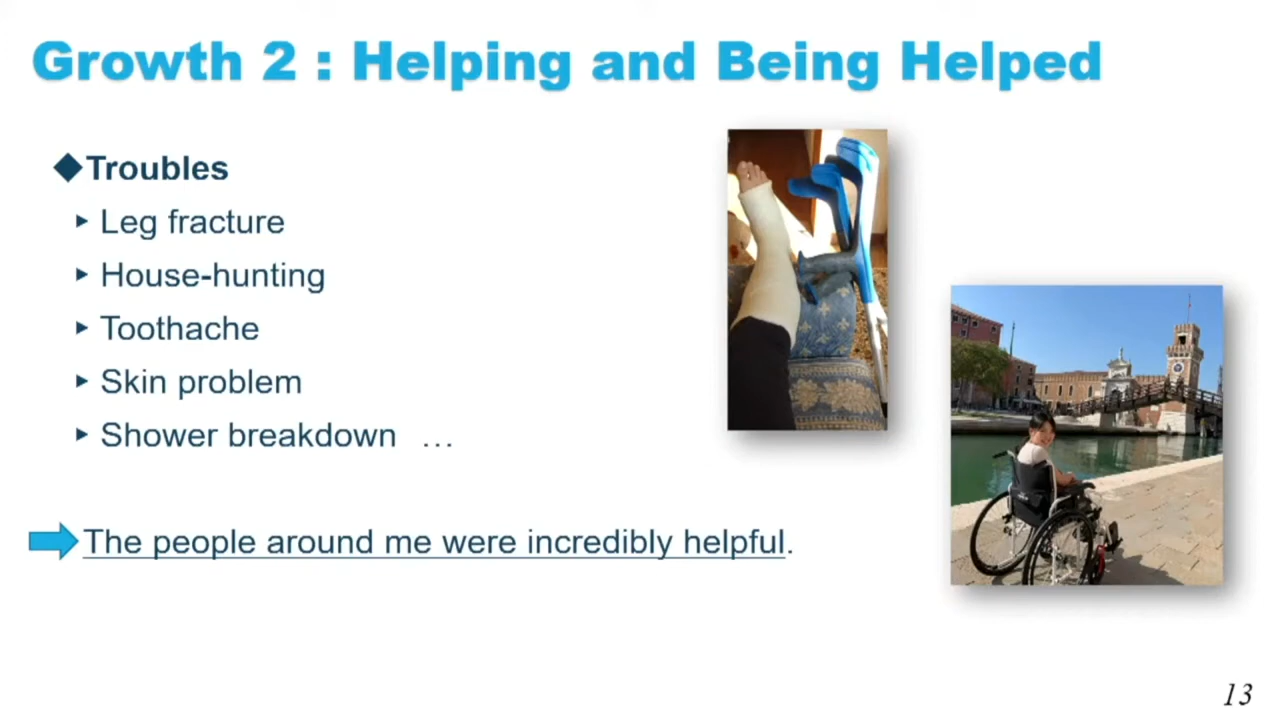 Growth 2 : Helping and Being Helped
◆Troubles
▸ Leg fracture
▸ House-hunting
▸ Toothache
▸ Skin problem
▸ Shower breakdown …
The people around me were incredibly helpful.
13